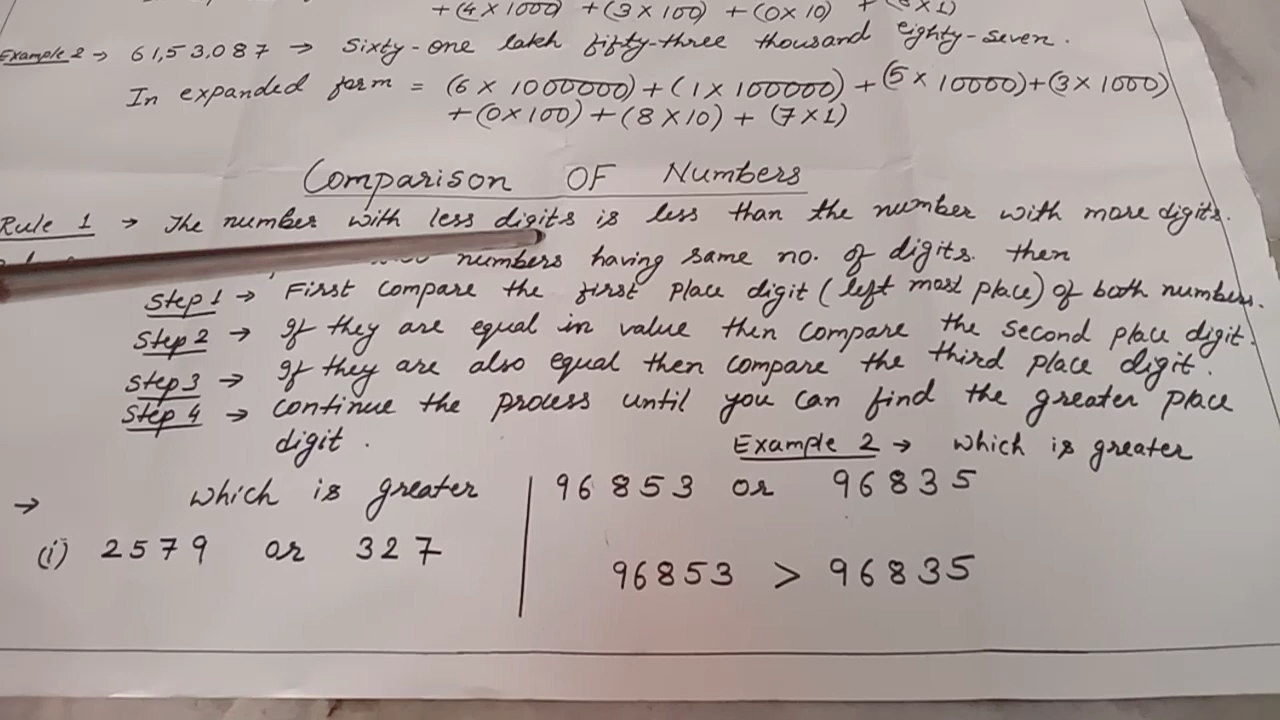 +(4×1000) +(3×100) +(0×10) + ×1)
Example 2 → 61,53,087 → Sixty-one lakh fifty-three thousand eighty-seven.
In expanded form = (6×1000000)+(1×100000)+(5×10000)+(3×1000)
+(0×100)+(8×10)+(7×1)
Comparison OF Numbers
Rule 1 → The number with less digits is less than the number with more digits.
numbers having same no. of digits. then
Step 1 → First compare the first place digit (left most place) of both numbers.
Step 2 → If they are equal in value then compare the second place digit.
Step 3 → If they are also equal then compare the third place digit.
Step 4 → continue the process until you can find the greater place
digit.
Example 2 → which is greater
→ which is greater
96853 or 96835
(i) 2579 or 327
96853 > 96835